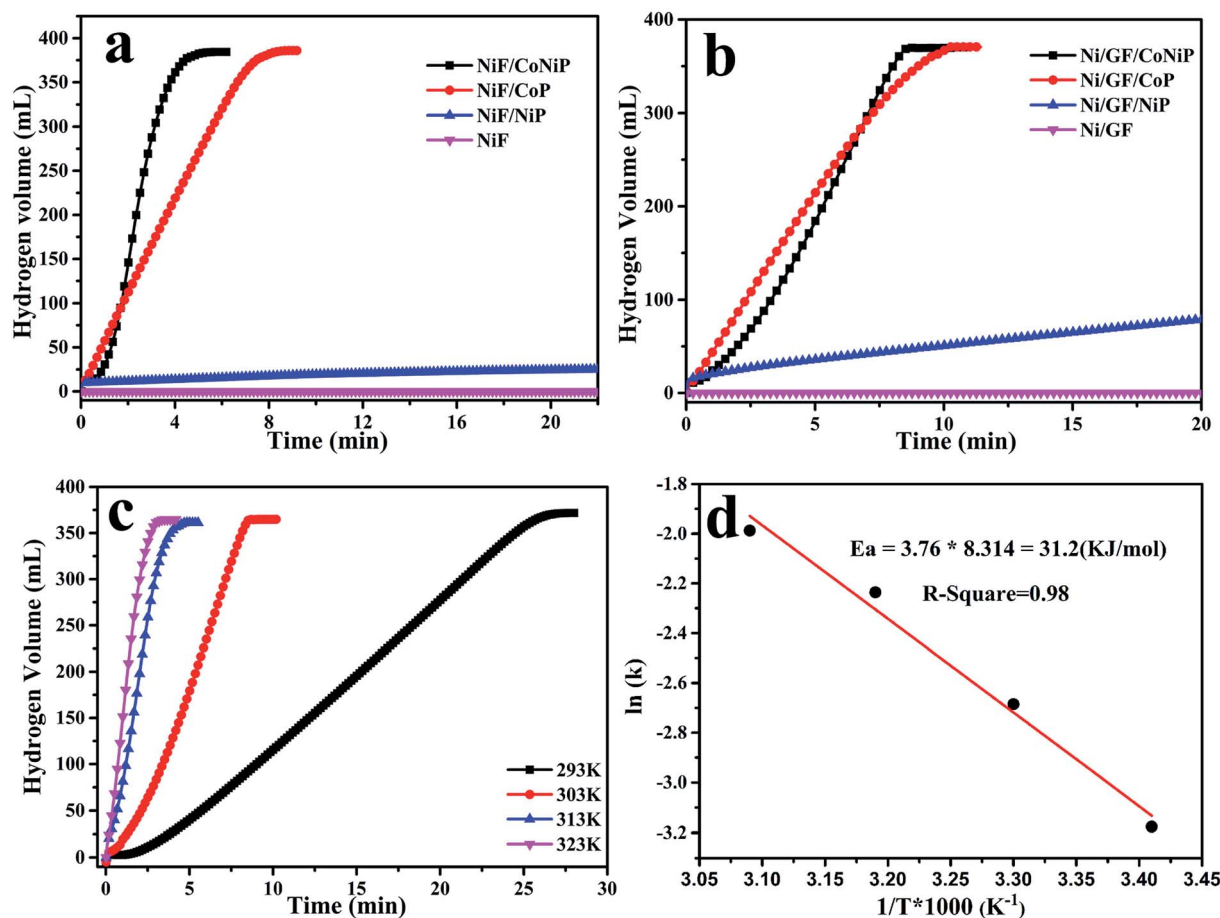 a
400
350
300
250
200
150
100
50
0
Hydrogen volume (mL)
NiF/CoNiP
NiF/CoP
NiF/NiP
NiF
0 4 8 12 16 20
Time (min)
b
400
300
200
100
0
Hydrogen Volume (mL)
Ni/GF/CoNiP
Ni/GF/CoP
Ni/GF/NiP
Ni/GF
0 5 10 15 20
Time (min)
c
400
350
300
250
200
150
100
50
0
Hydrogen Volume (mL)
293K
303K
313K
323K
0 5 10 15 20 25 30
Time (min)
d
-1.8
-2.0
-2.2
-2.4
-2.6
-2.8
-3.0
-3.2
ln (k)
Ea = 3.76 * 8.314 = 31.2(KJ/mol)
R-Square=0.98
3.05 3.10 3.15 3.20 3.25 3.30 3.35 3.40 3.45
1/T*1000 (K⁻¹)